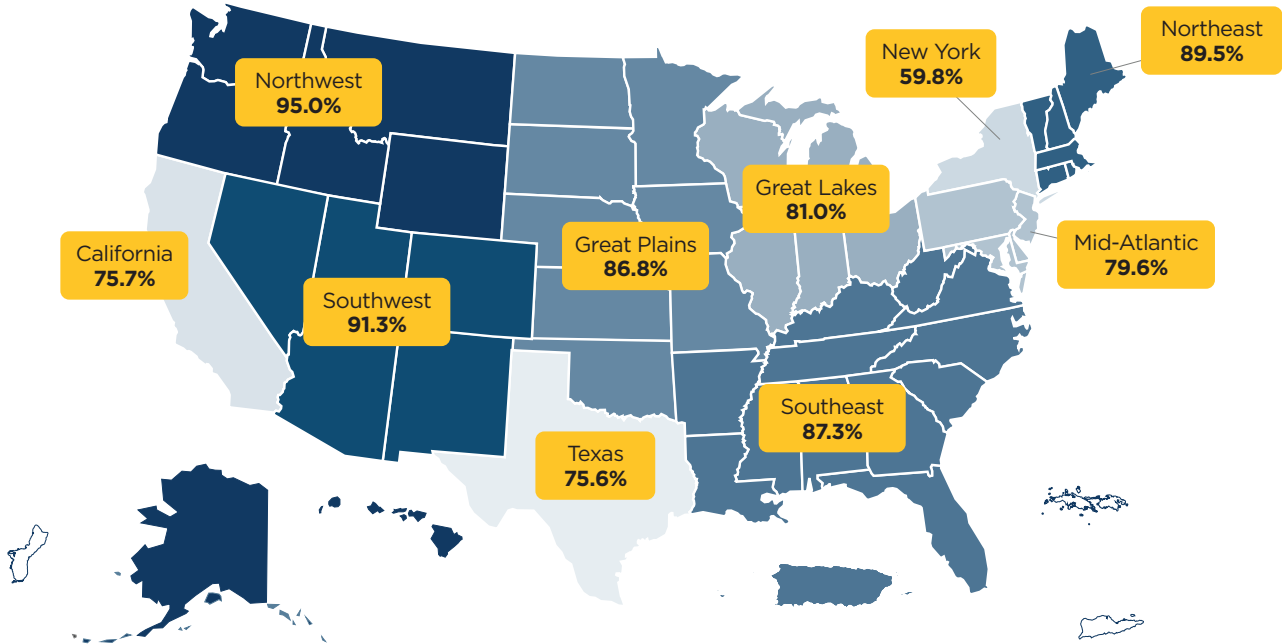 Northeast
89.5%
New York
59.8%
Northwest
95.0%
Great Lakes
81.0%
California
75.7%
Great Plains
86.8%
Mid-Atlantic
79.6%
Southwest
91.3%
Southeast
87.3%
Texas
75.6%